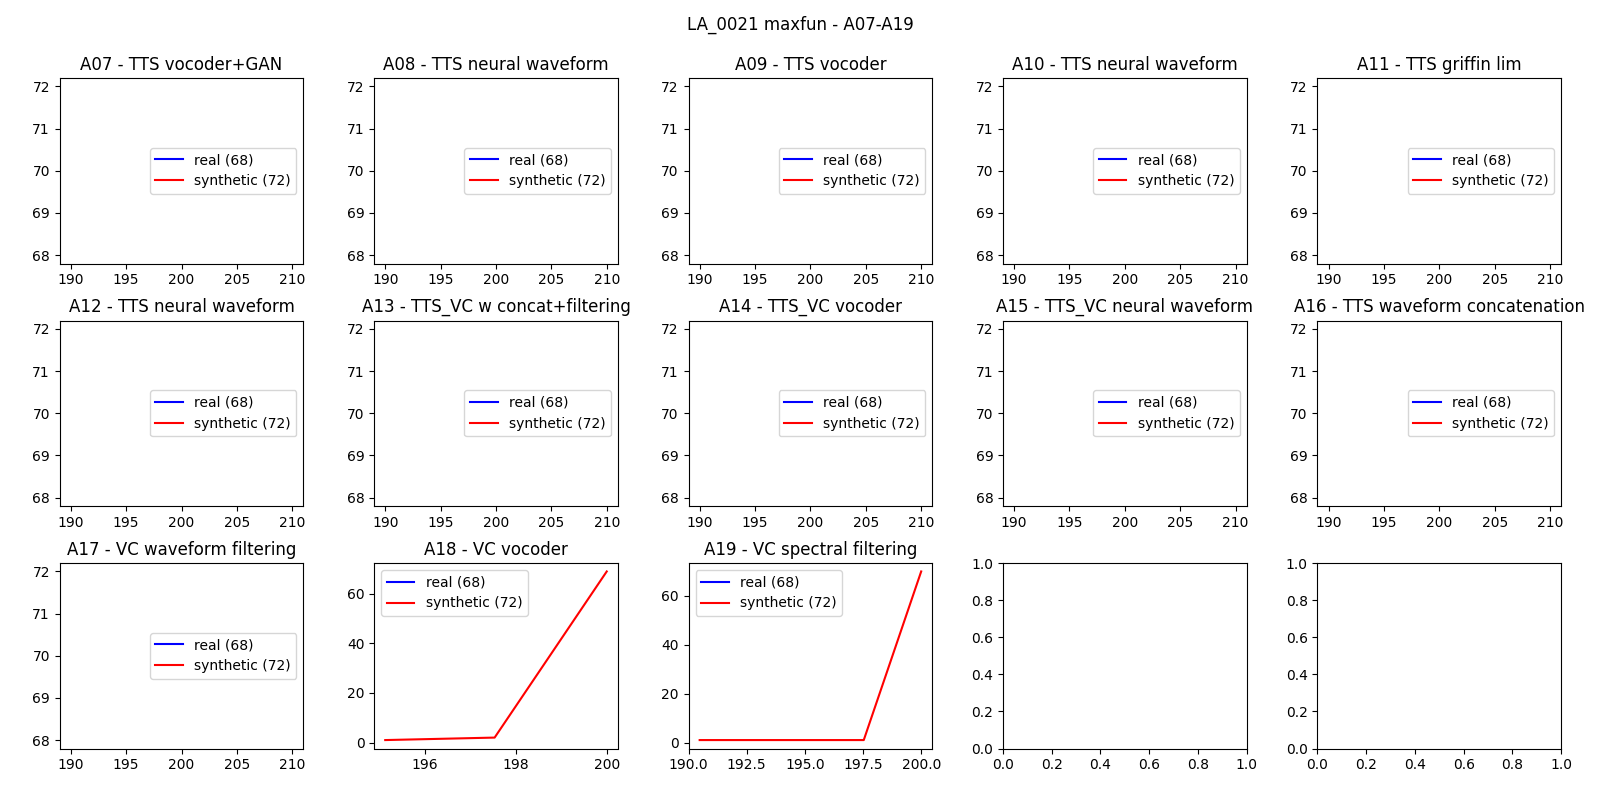 LA_0021 maxfun - A07-A19
A07 - TTS vocoder+GAN
72
71
70
69
68
190 195 200 205 210
real (68)
synthetic (72)
A08 - TTS neural waveform
72
71
70
69
68
190 195 200 205 210
real (68)
synthetic (72)
A09 - TTS vocoder
72
71
70
69
68
190 195 200 205 210
real (68)
synthetic (72)
A10 - TTS neural waveform
72
71
70
69
68
190 195 200 205 210
real (68)
synthetic (72)
A11 - TTS griffin lim
72
71
70
69
68
190 195 200 205 210
real (68)
synthetic (72)
A12 - TTS neural waveform
72
71
70
69
68
190 195 200 205 210
real (68)
synthetic (72)
A13 - TTS_VC w concat+filtering
72
71
70
69
68
190 195 200 205 210
real (68)
synthetic (72)
A14 - TTS_VC vocoder
72
71
70
69
68
190 195 200 205 210
real (68)
synthetic (72)
A15 - TTS_VC neural waveform
72
71
70
69
68
190 195 200 205 210
real (68)
synthetic (72)
A16 - TTS waveform concatenation
72
71
70
69
68
190 195 200 205 210
real (68)
synthetic (72)
A17 - VC waveform filtering
72
71
70
69
68
190 195 200 205 210
real (68)
synthetic (72)
A18 - VC vocoder
real (68)
synthetic (72)
60
40
20
0
196 198 200
A19 - VC spectral filtering
real (68)
synthetic (72)
60
40
20
0
190.0 192.5 195.0 197.5 200.0
1.0
0.8
0.6
0.4
0.2
0.0
0.0 0.2 0.4 0.6 0.8 1.0
1.0
0.8
0.6
0.4
0.2
0.0
0.0 0.2 0.4 0.6 0.8 1.0